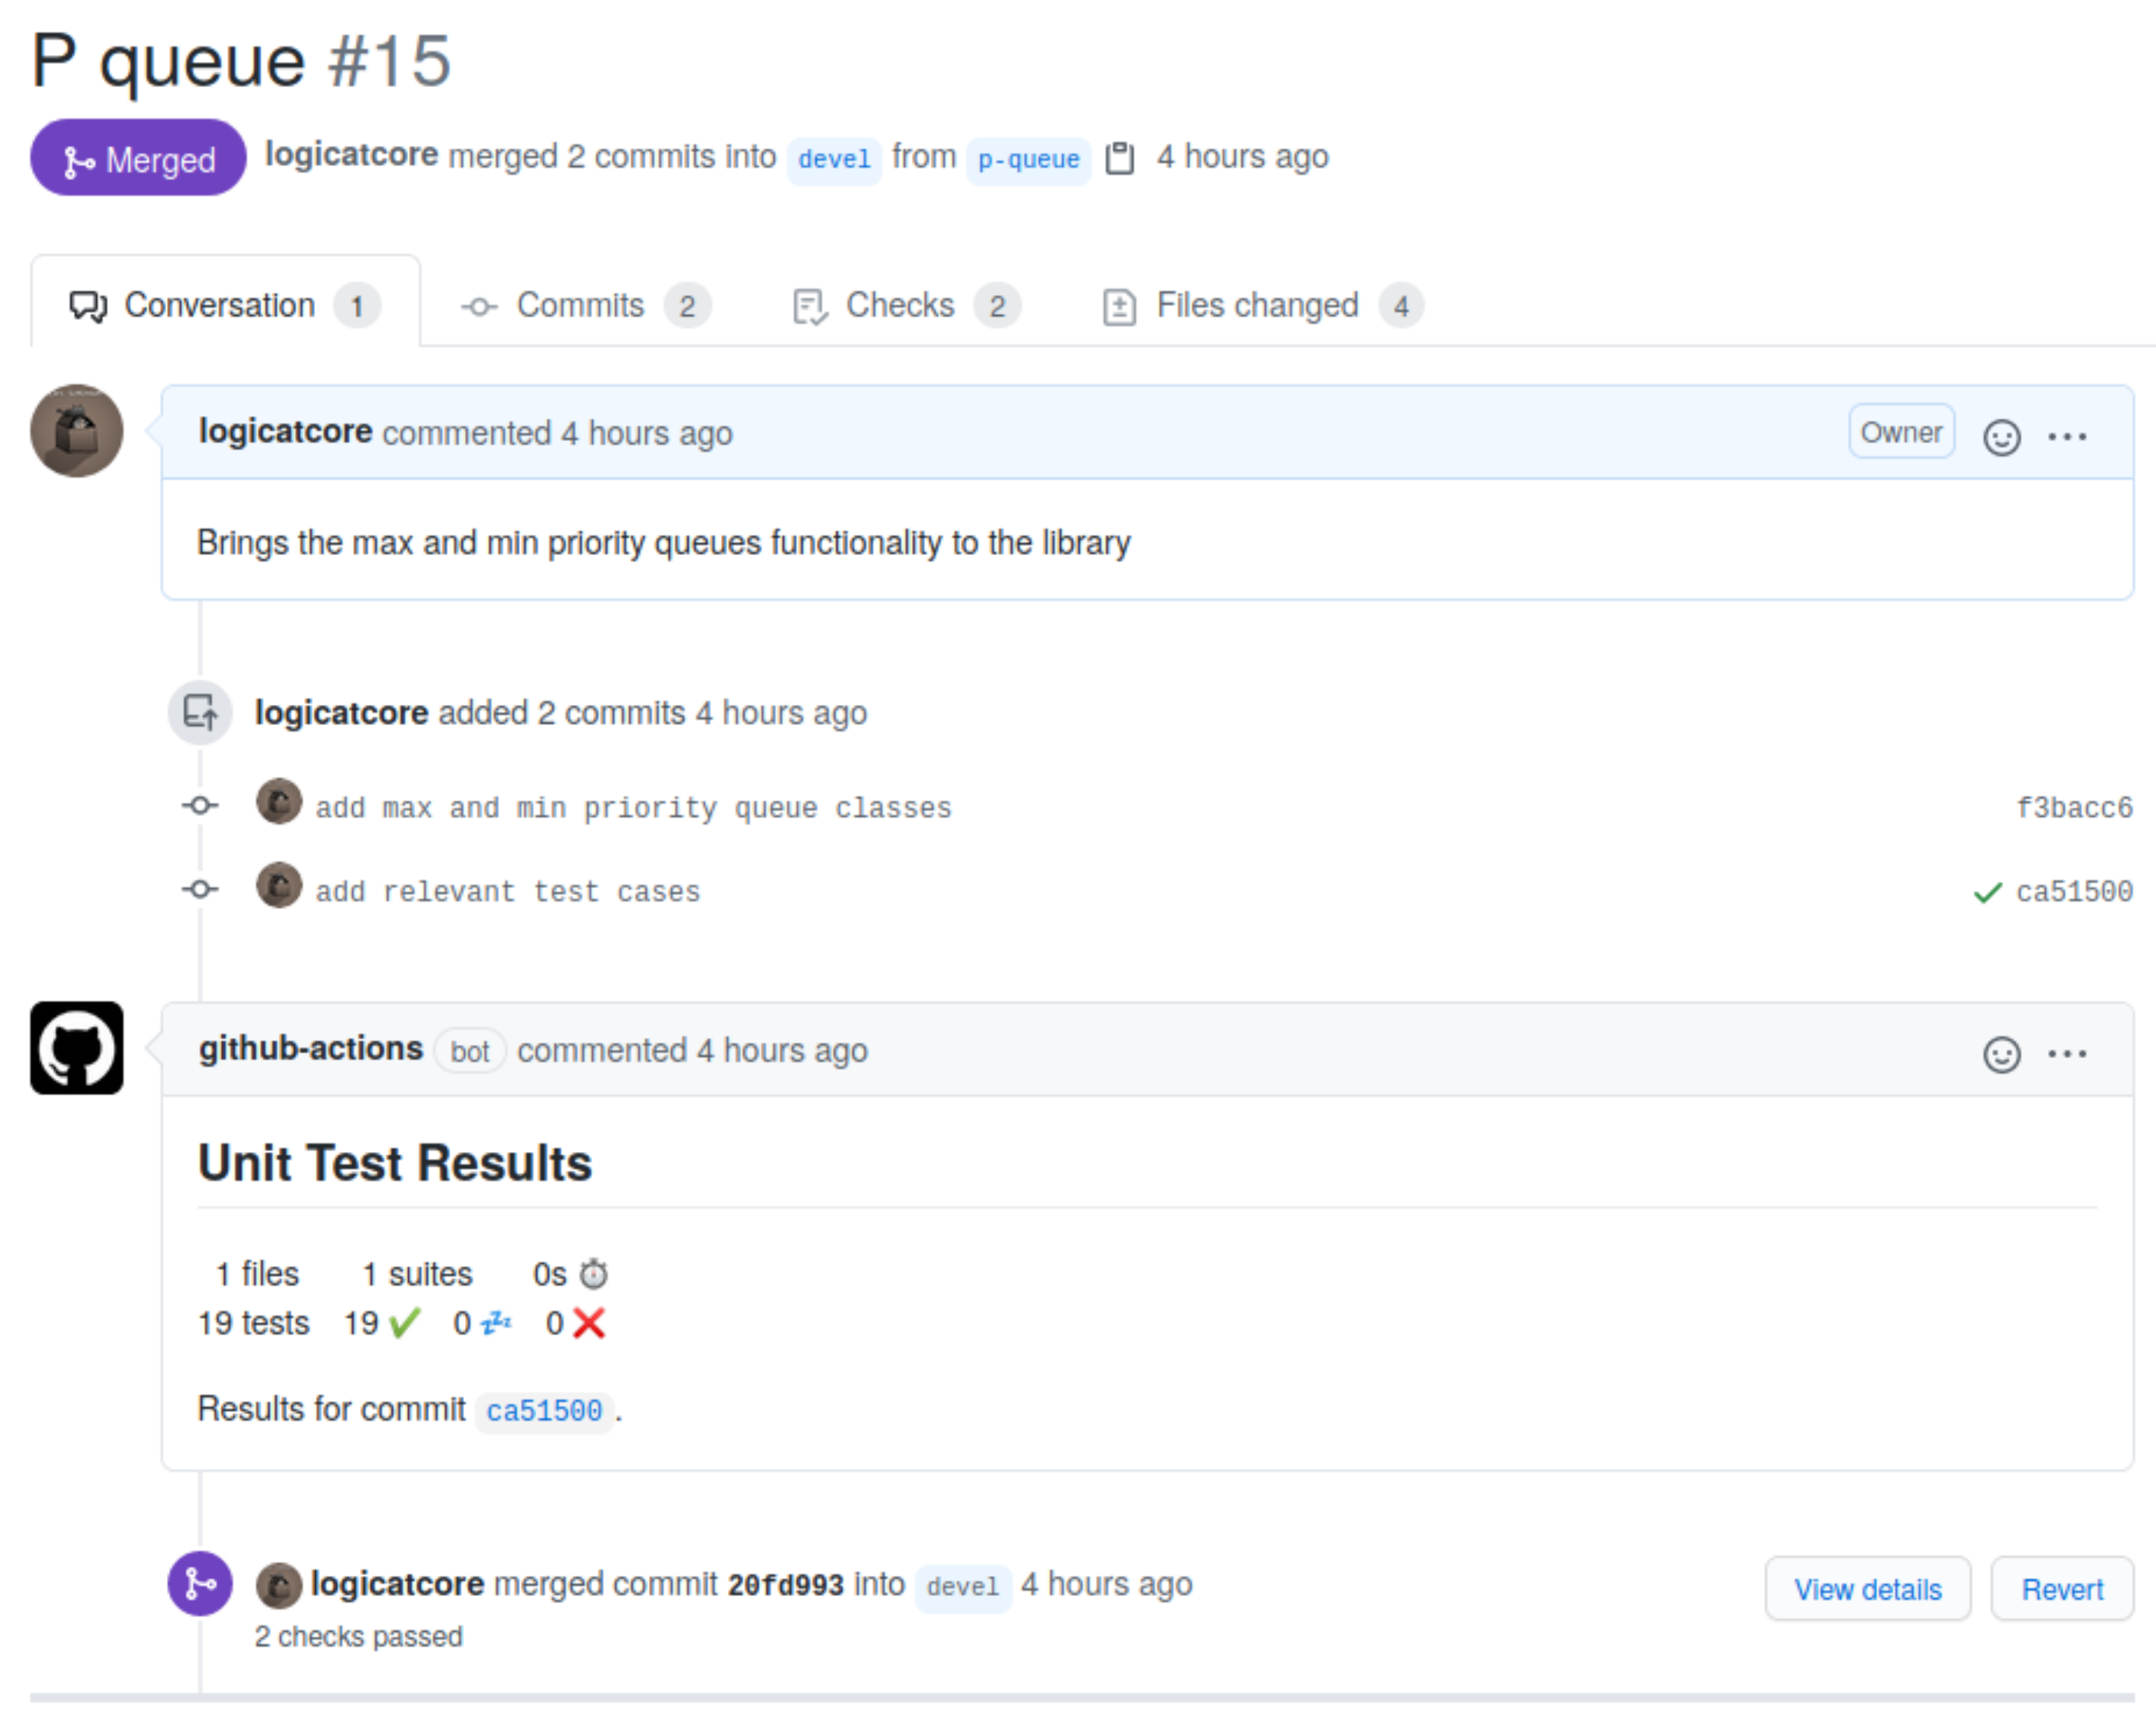 P queue #15
Merged logicatcore merged 2 commits into devel from p-queue 4 hours ago
Conversation 1 Commits 2 Checks 2 Files changed 4
logicatcore commented 4 hours ago Owner
Brings the max and min priority queues functionality to the library
logicatcore added 2 commits 4 hours ago
add max and min priority queue classes f3bacc6
add relevant test cases ca51500
github-actions bot commented 4 hours ago
Unit Test Results
1 files 1 suites 0s ⏱️
19 tests 19 ✔️ 0 💤 0 ❌
Results for commit ca51500.
logicatcore merged commit 20fd993 into devel 4 hours ago View details Revert
2 checks passed